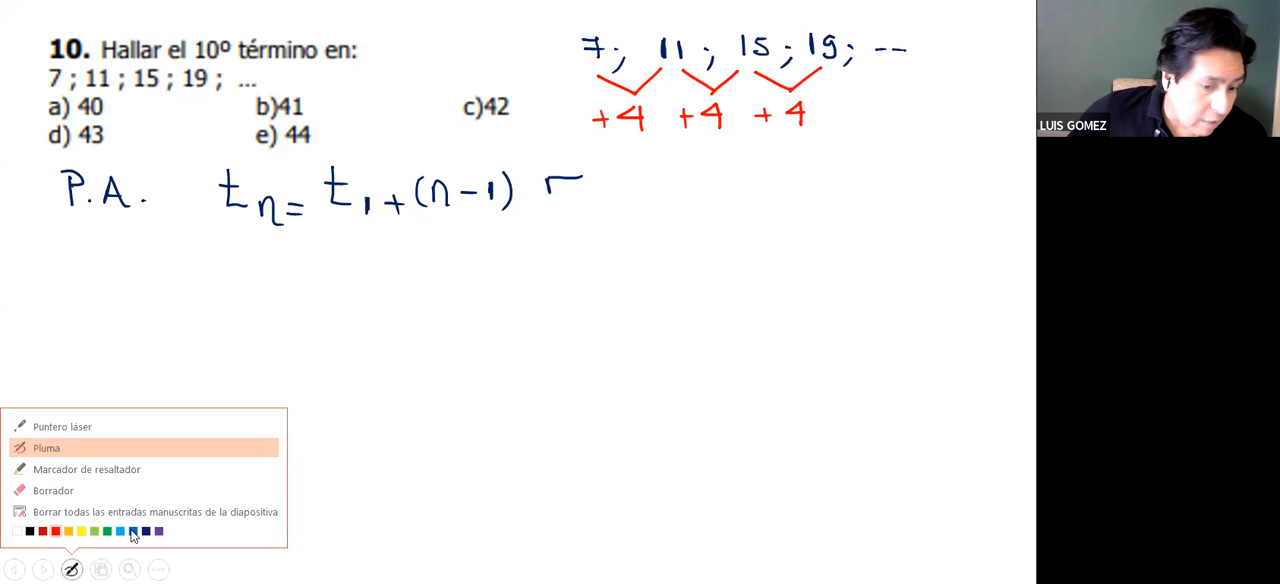 10. Hallar el 10º término en:
7 ; 11 ; 15 ; 19 ; ...
a) 40 b)41 c)42
d) 43 e) 44
7; 11; 15; 19; --
+4 +4 +4
P.A. tn= t1+(n-1) r
LUIS GOMEZ
Puntero láser
Pluma
Marcador de resaltador
Borrador
Borrar todas las entradas manuscritas de la diapositiva